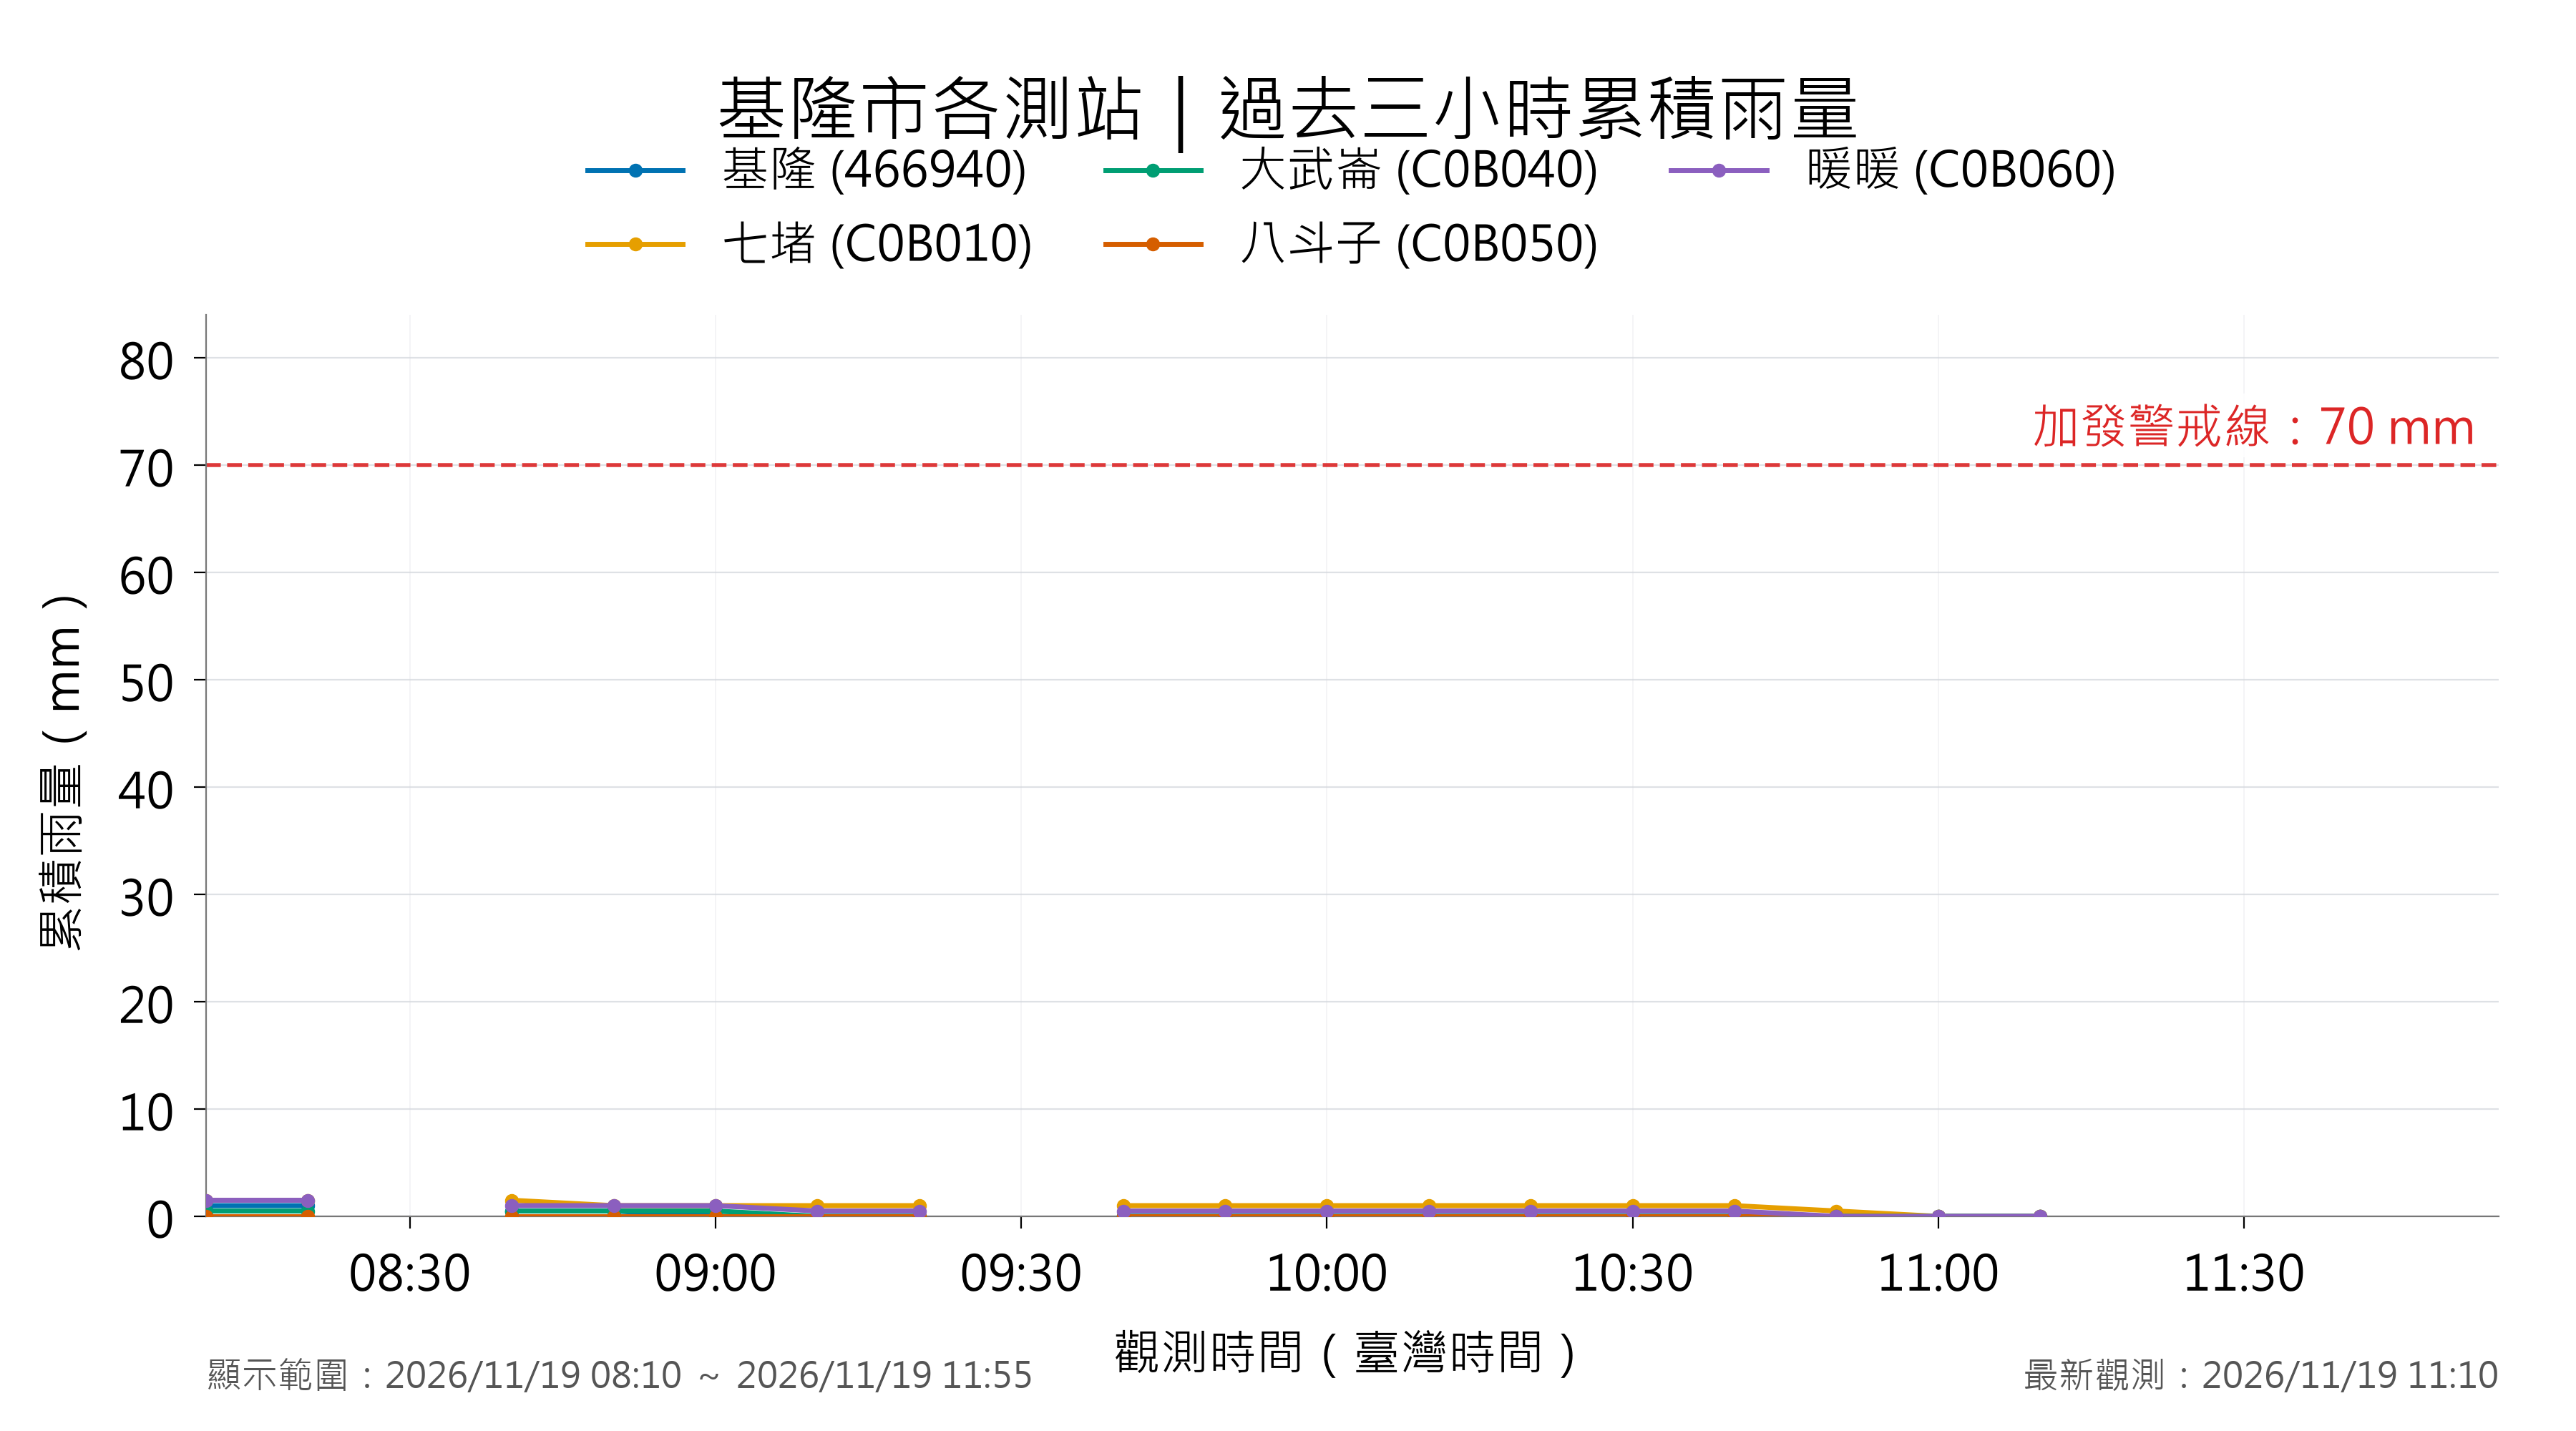 基隆市各測站｜過去三小時累積雨量
基隆 (466940)
大武崙 (C0B040)
暖暖 (C0B060)
七堵 (C0B010)
八斗子 (C0B050)
累積雨量（mm）
80
70
60
50
40
30
20
10
0
加發警戒線：70 mm
08:30
09:00
09:30
10:00
10:30
11:00
11:30
觀測時間（臺灣時間）
顯示範圍：2026/11/19 08:10 ~ 2026/11/19 11:55
最新觀測：2026/11/19 11:10